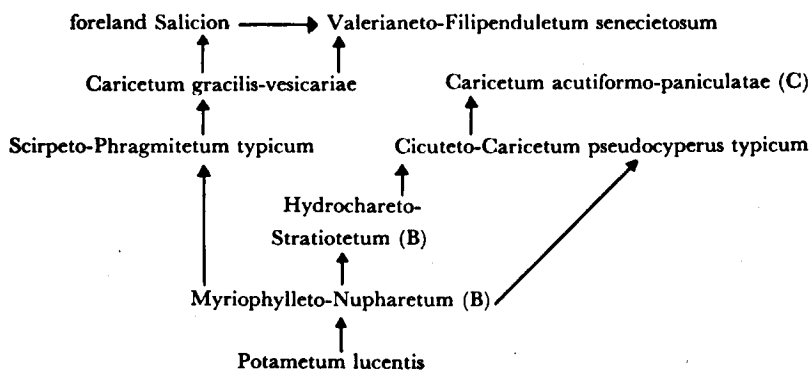 foreland Salicion Valerianeto-Filipenduletum senecietosum
Caricetum gracilis-vesicariae Caricetum acutiformo-paniculatae (C)
Scirpeto-Phragmitetum typicum Cicuteto-Caricetum pseudocyperus typicum
Hydrochareto-
Stratiotetum (B)
Myriophylleto-Nupharetum (B)
Potametum lucentis